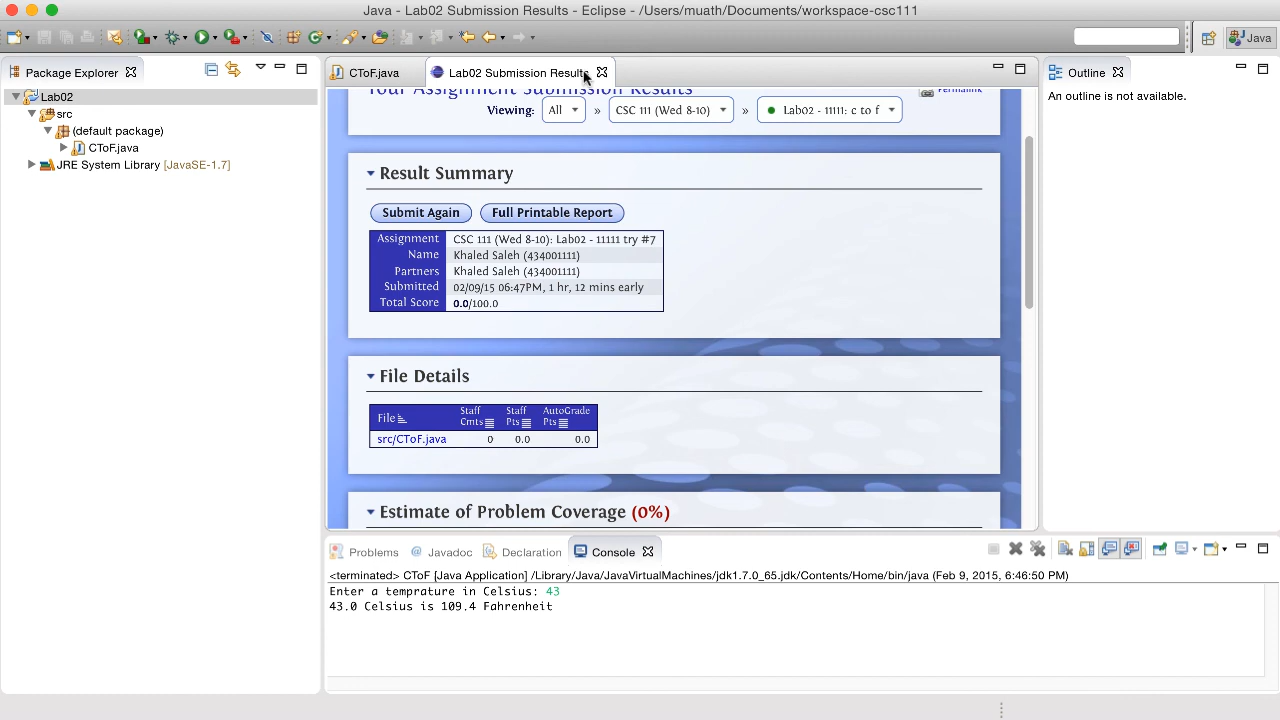 Java - Lab02 Submission Results - Eclipse - /Users/muath/Documents/workspace-csc111
Java
Package Explorer
Lab02
src
(default package)
CToF.java
JRE System Library [JavaSE-1.7]
CToF.java
Lab02 Submission Results
Your Assignment Submission Results
Permalink
Viewing: All » CSC 111 (Wed 8-10) » Lab02 - 11111: c to f
Result Summary
Submit Again Full Printable Report
Assignment CSC 111 (Wed 8-10): Lab02 - 11111 try #7
Name Khaled Saleh (434001111)
Partners Khaled Saleh (434001111)
Submitted 02/09/15 06:47PM, 1 hr, 12 mins early
Total Score 0.0/100.0
File Details
File Staff Cmts Staff Pts AutoGrade Pts
src/CToF.java 0 0.0 0.0
Estimate of Problem Coverage (0%)
Outline
An outline is not available.
Problems @ Javadoc Declaration Console
<terminated> CToF [Java Application] /Library/Java/JavaVirtualMachines/jdk1.7.0_65.jdk/Contents/Home/bin/java (Feb 9, 2015, 6:46:50 PM)
Enter a temprature in Celsius: 43
43.0 Celsius is 109.4 Fahrenheit